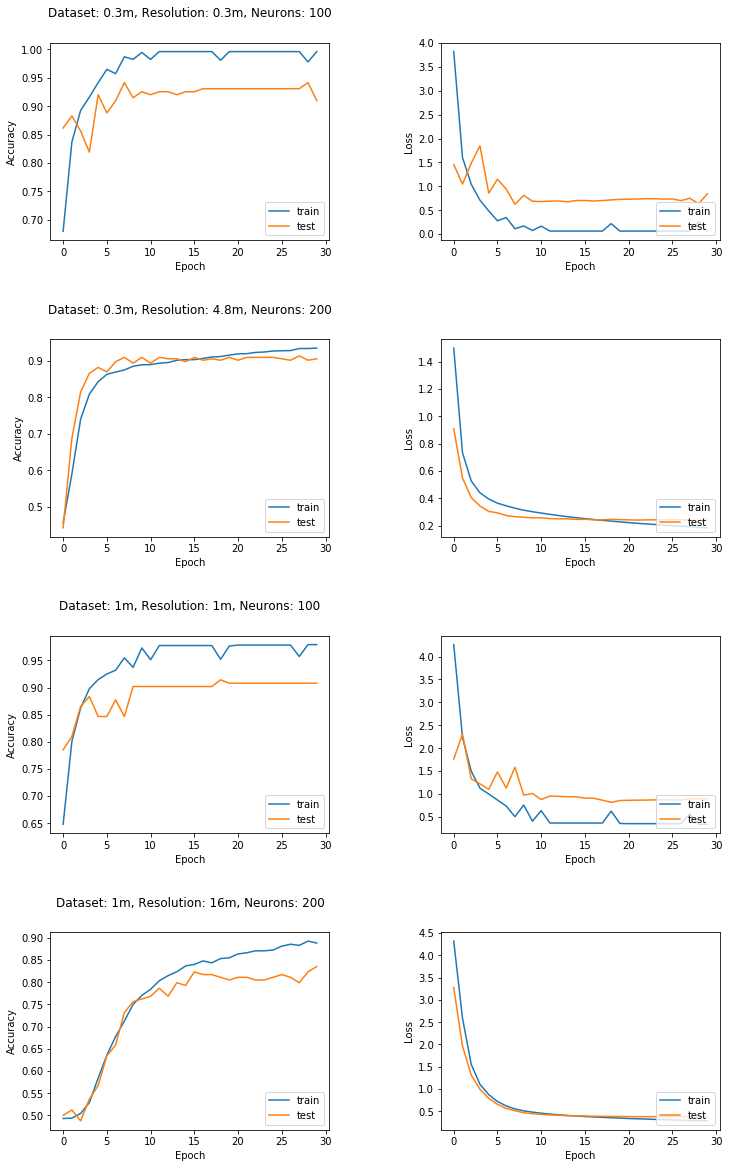 Dataset: 0.3m, Resolution: 0.3m, Neurons: 100
1.00
0.95
0.90
0.85
0.80
0.75
0.70
Accuracy
0 5 10 15 20 25 30
Epoch
train
test
4.0
3.5
3.0
2.5
2.0
1.5
1.0
0.5
0.0
Loss
0 5 10 15 20 25 30
Epoch
train
test
Dataset: 0.3m, Resolution: 4.8m, Neurons: 200
0.9
0.8
0.7
0.6
0.5
Accuracy
0 5 10 15 20 25 30
Epoch
train
test
1.4
1.2
1.0
0.8
0.6
0.4
0.2
Loss
0 5 10 15 20 25 30
Epoch
train
test
Dataset: 1m, Resolution: 1m, Neurons: 100
0.95
0.90
0.85
0.80
0.75
0.70
0.65
Accuracy
0 5 10 15 20 25 30
Epoch
train
test
4.0
3.5
3.0
2.5
2.0
1.5
1.0
0.5
Loss
0 5 10 15 20 25 30
Epoch
train
test
Dataset: 1m, Resolution: 16m, Neurons: 200
0.90
0.85
0.80
0.75
0.70
0.65
0.60
0.55
0.50
Accuracy
0 5 10 15 20 25 30
Epoch
train
test
4.5
4.0
3.5
3.0
2.5
2.0
1.5
1.0
0.5
Loss
0 5 10 15 20 25 30
Epoch
train
test